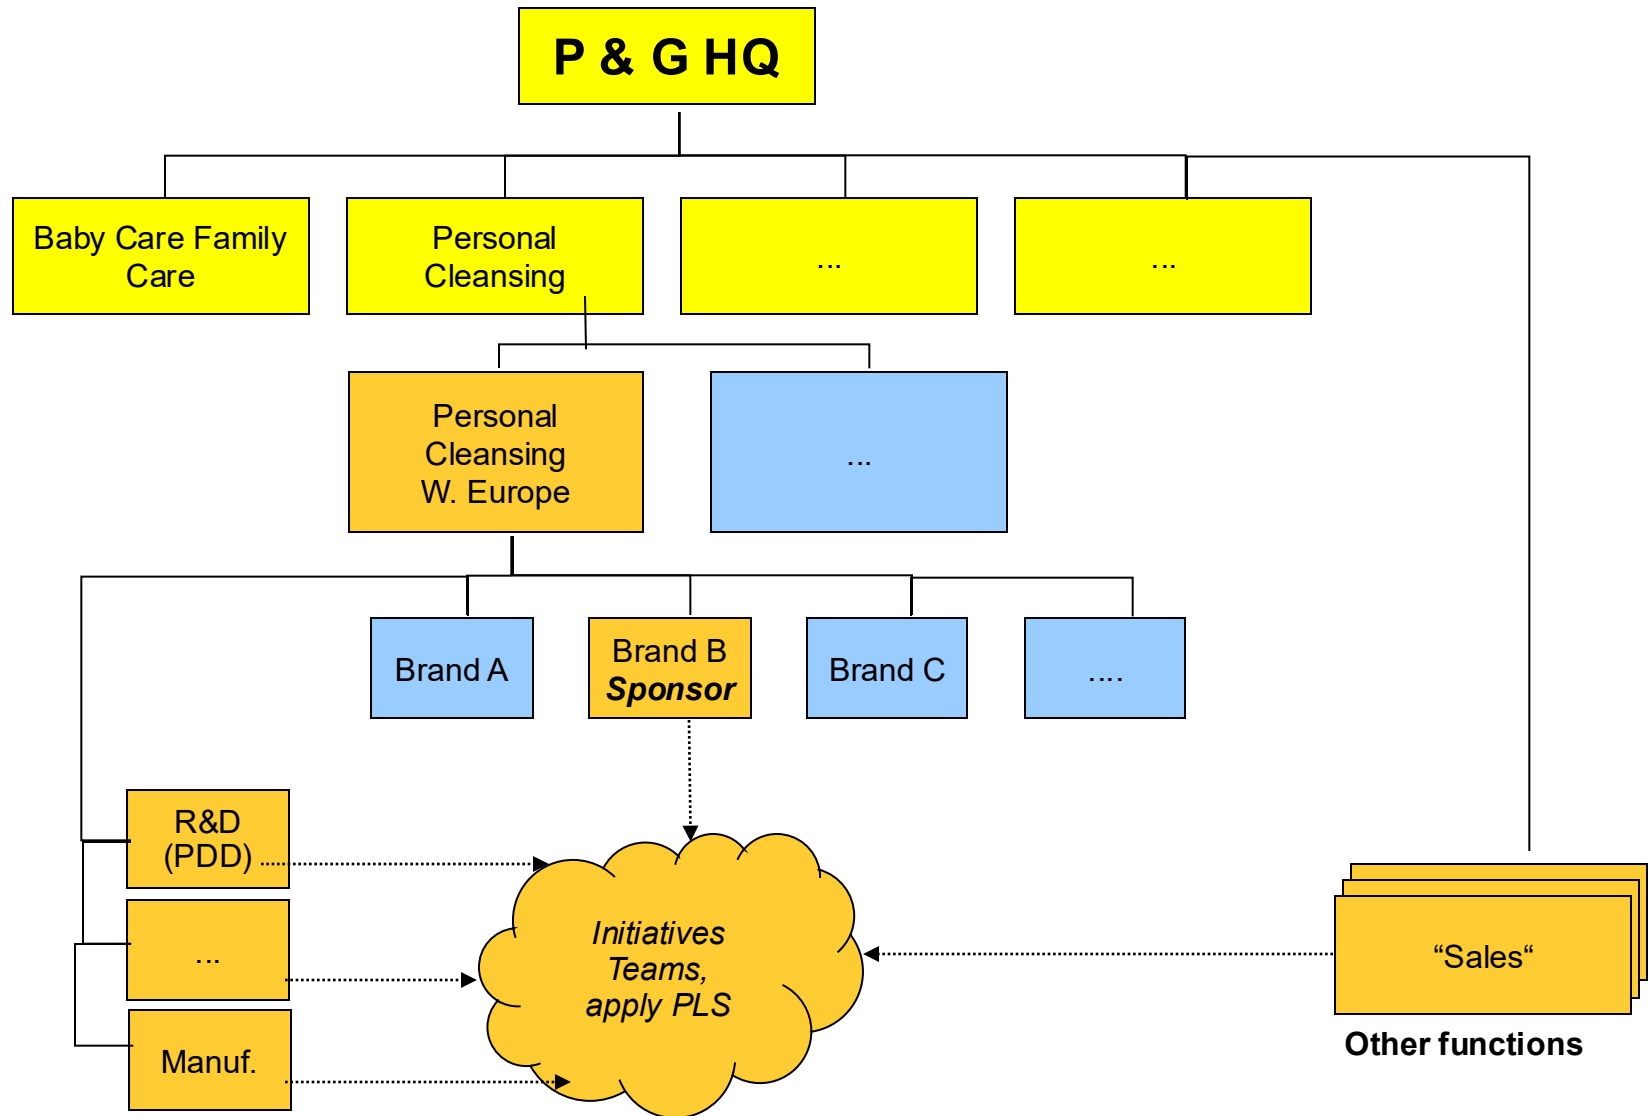 P & G HQ
Baby Care Family
Care
Personal
Cleansing
...
...
Personal
Cleansing
W. Europe
...
Brand A
Brand B
Sponsor
Brand C
....
R&D
(PDD)
...
Manuf.
Initiatives
Teams,
apply PLS
“Sales“
Other functions